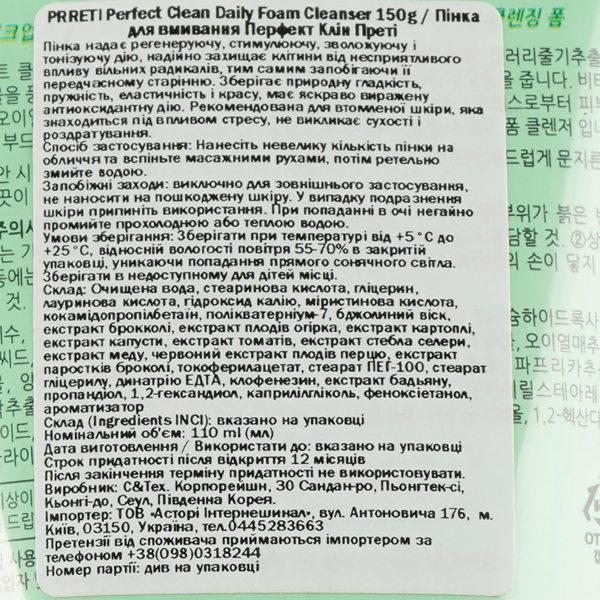 PRRETI Perfect Clean Daily Foam Cleanser 150g / Пінка
для вмивання Перфект Клін Преті
Пінка надає регенеруючу, стимулюючу, зволожуючу і
тонізуючу дію, надійно захищає клітини від несприятливого
впливу вільних радикалів, тим самим запобігаючи її
передчасному старінню. Зберігає природну гладкість,
пружність, еластичність і красу, має яскраво виражену
антиоксидантну дію. Рекомендована для втомленої шкіри, яка
знаходиться під впливом стресу, не викликає сухості і
роздратування.
Спосіб застосування: Нанесіть невелику кількість пінки на
обличчя та вспіньте масажними рухами, потім ретельно
змийте водою.
Запобіжні заходи: виключно для зовнішнього застосування,
не наносити на пошкоджену шкіру. У випадку подразнення
шкіри припиніть використання. При попаданні в очі негайно
промийте прохолодною або теплою водою.
Умови зберігання: Зберігати при температурі від +5°C до
+25°C, відносній вологості повітря 55-70% в закритій
упаковці, уникаючи попадання прямого сонячного світла.
Зберігати в недоступному для дітей місці.
Склад: Очищена вода, стеаринова кислота, гліцерин,
лауринова кислота, гідроксид калію, міристинова кислота,
кокамідопропілбетаїн, полікватерніум-7, бджолиний віск,
екстракт брокколі, екстракт плодів огірка, екстракт картоплі,
екстракт капусти, екстракт томатів, екстракт стебла селери,
екстракт меду, червоний екстракт плодів перцю, екстракт
паростків броколі, токоферилацетат, стеарат ПЕГ-100, стеарат
гліцерилу, динатрію ЕДТА, клофенезин, екстракт бадьяну,
пропандіол, 1,2-гександиол, каприлілгліколь, феноксіетанол,
ароматизатор
Склад (Ingredients INCI): вказано на упаковці
Номінальний об'єм: 110 ml (мл)
Дата виготовлення / Використати до: вказано на упаковці
Строк придатності після відкриття 12 місяців
Після закінчення терміну придатності не використовувати.
Виробник: С&Тех. Корпорейшн, 30 Сандан-ро, Пьонгтек-сі,
Кьонгі-до, Сеул, Південна Корея.
Імпортер: ТОВ «Асторі Інтернешинал», вул. Антоновича 176, м.
Київ, 03150, Україна, тел.0445283663
Претензії від споживача приймаються імпортером за
телефоном +38(098)0318244
Номер партії: див на упаковці